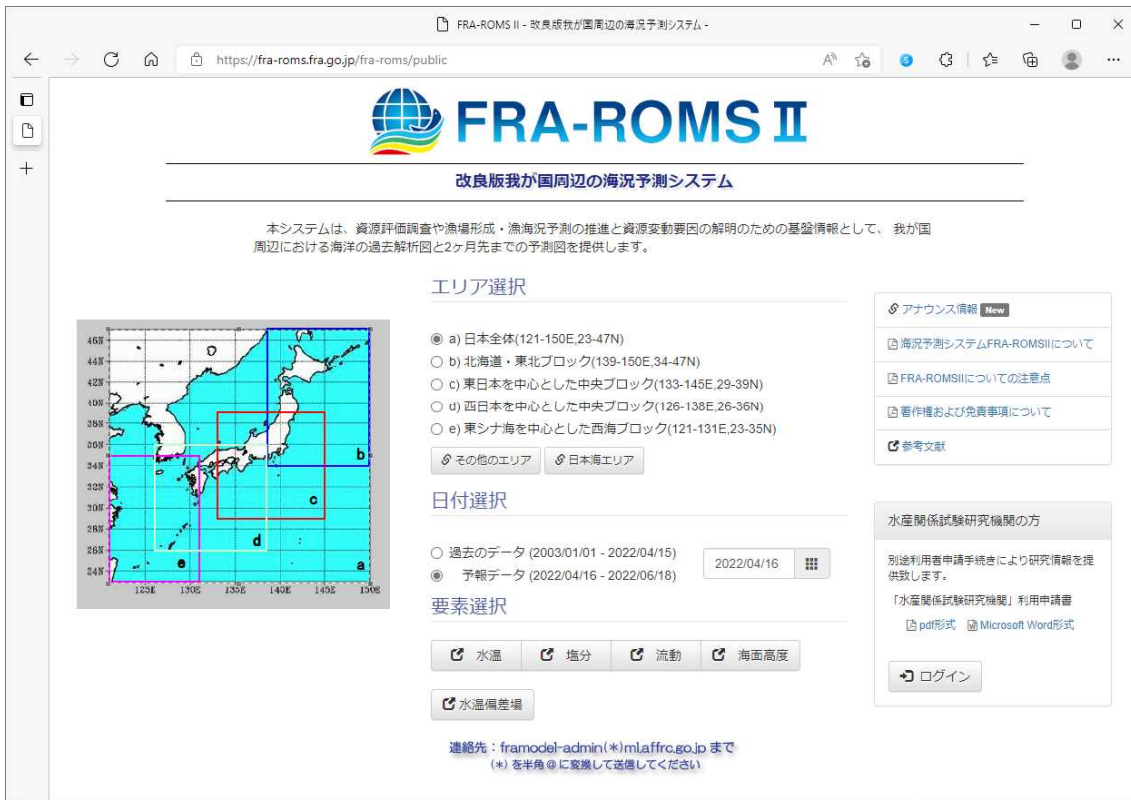 FRA-ROMS II - 改良版我が国周辺の海況予測システム -
https://fra-roms.fra.go.jp/fra-roms/public
FRA-ROMS II
改良版我が国周辺の海況予測システム
本システムは、資源評価調査や漁場形成・漁海況予測の推進と資源変動要因の解明のための基盤情報として、 我が国
周辺における海洋の過去解析図と2ヶ月先までの予測図を提供します。
46N
44N
42N
40N
38N
36N
34N
32N
30N
28N
26N
24N
125E 130E 135E 140E 145E 150E
b
c
d
e
a
エリア選択
a) 日本全体(121-150E,23-47N)
b) 北海道・東北ブロック(139-150E,34-47N)
c) 東日本を中心とした中央ブロック(133-145E,29-39N)
d) 西日本を中心とした中央ブロック(126-138E,26-36N)
e) 東シナ海を中心とした西海ブロック(121-131E,23-35N)
その他のエリア 日本海エリア
日付選択
過去のデータ (2003/01/01 - 2022/04/15)
予報データ (2022/04/16 - 2022/06/18)
2022/04/16
要素選択
水温 塩分 流動 海面高度
水温偏差場
連絡先：framodel-admin(*)ml.affrc.go.jp まで
(*) を半角@に変換して送信してください
アナウンス情報 New
海況予測システムFRA-ROMSIIについて
FRA-ROMSIIについての注意点
著作権および免責事項について
参考文献
水産関係試験研究機関の方
別途利用者申請手続きにより研究情報を提
供致します。
「水産関係試験研究機関」利用申請書
pdf形式 Microsoft Word形式
ログイン